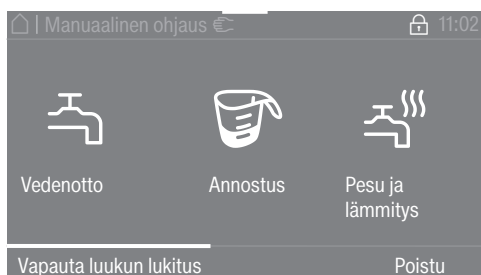 | Manuaalinen ohjaus 11:02
Vedenotto Annostus Pesu ja
lämmitys
Vapauta luukun lukitus Poistu